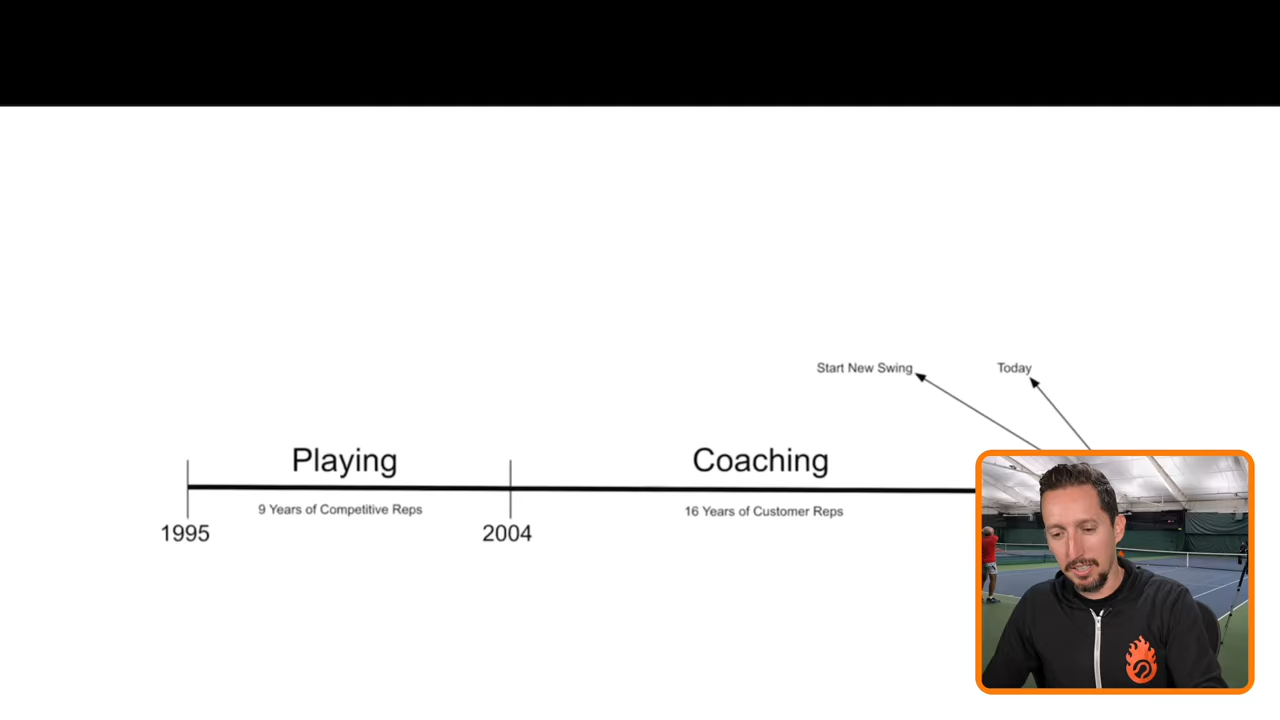 Start New Swing
Today
Playing
Coaching
9 Years of Competitive Reps
16 Years of Customer Reps
1995
2004